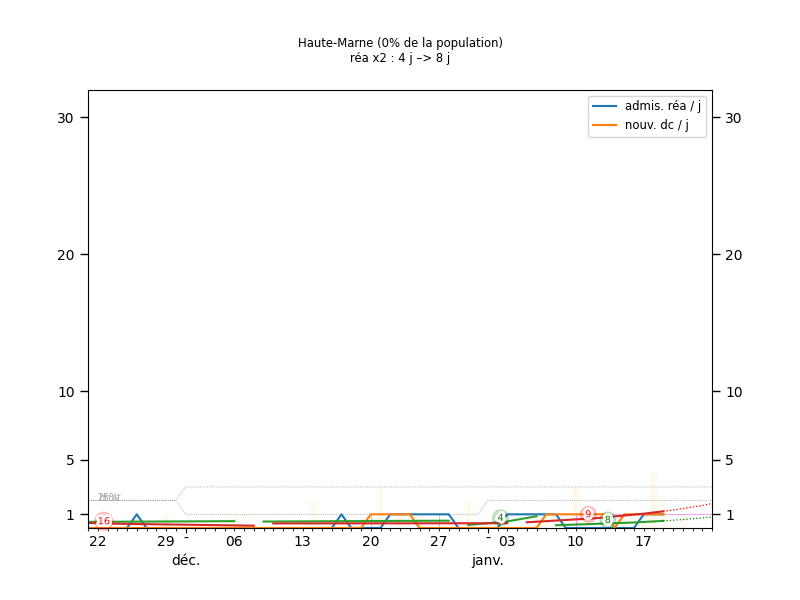 Haute-Marne (0% de la population)
réa x2 : 4 j –> 8 j
admis. réa / j
nouv. dc / j
30 30
20 20
10 10
5 5
1 1
16 4 9 8
22 29 - 06 13 20 27 - 03 10 17
déc. janv.